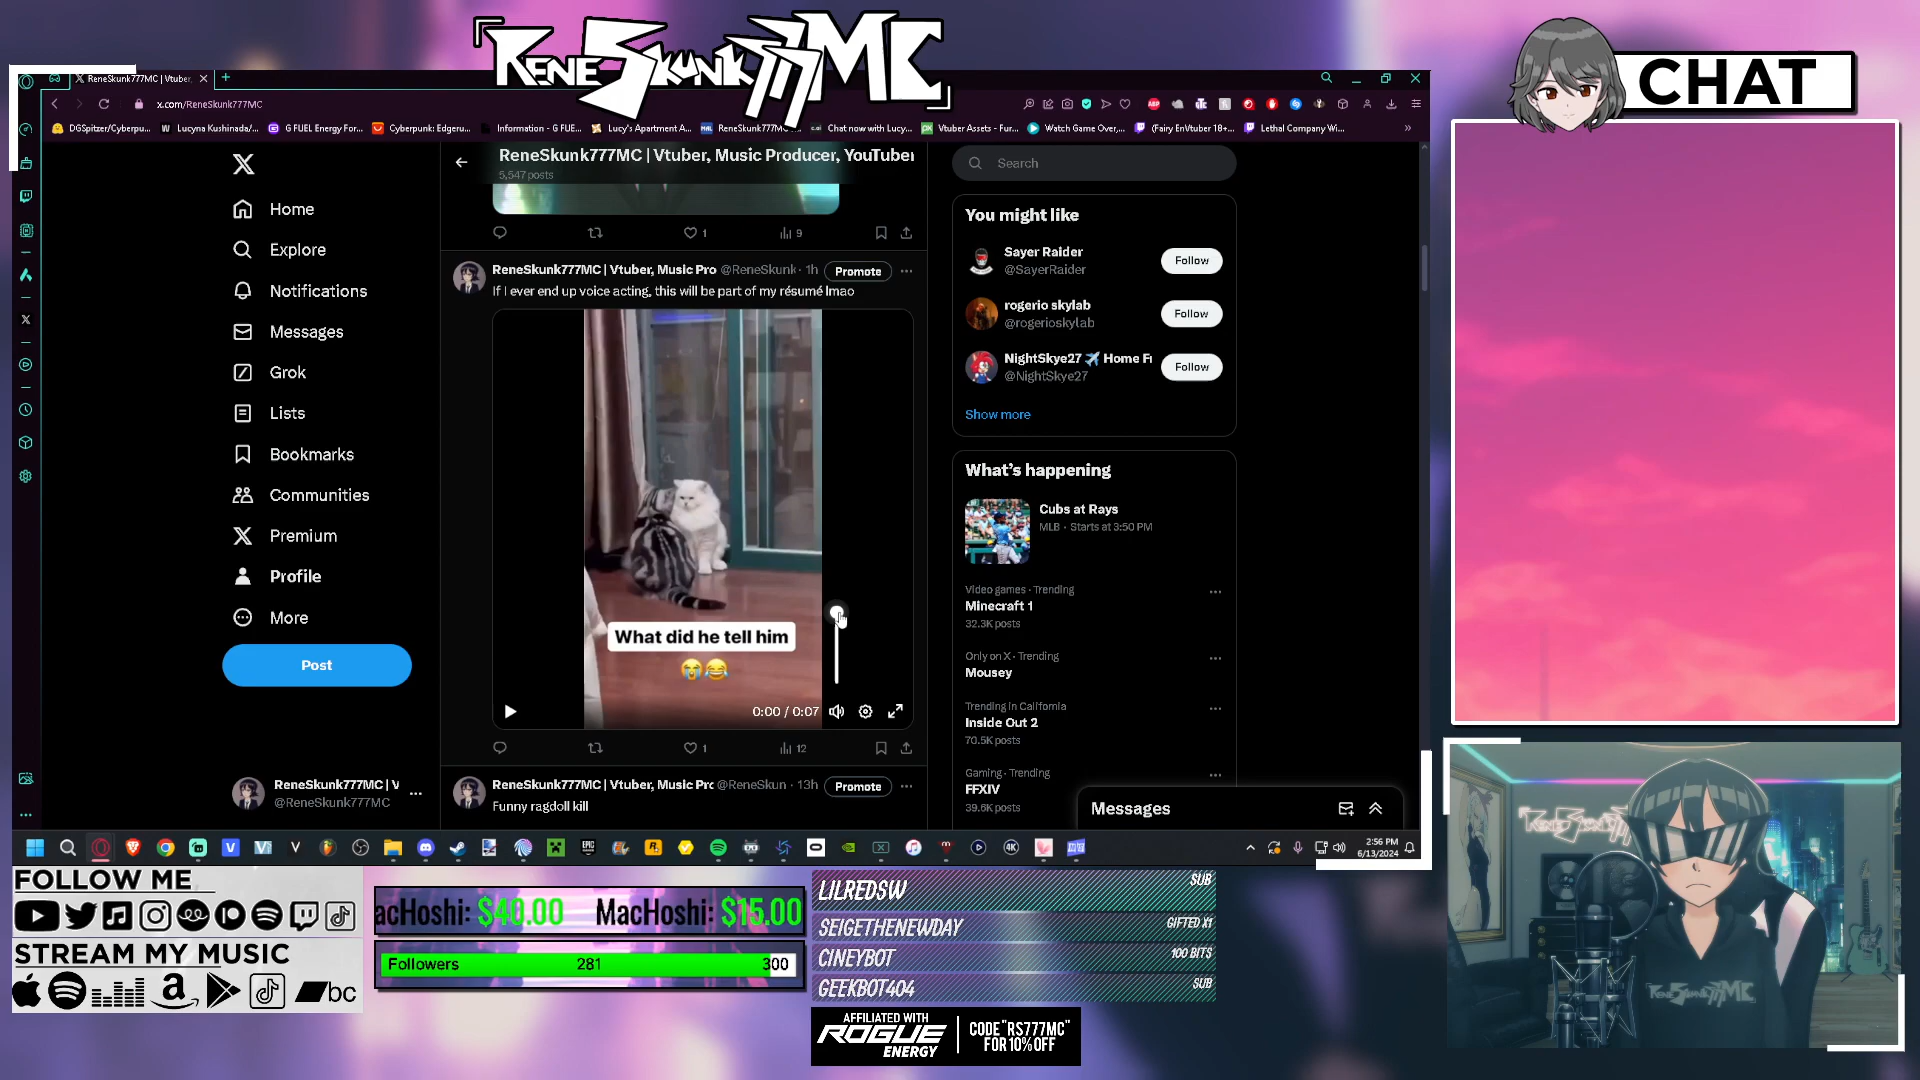 RENESKUNK777MC
CHAT
ReneSkunk777MC | Vtuber,
x.com/ReneSkunk777MC
DGSpitzer/Cyberpu...
Lucyna Kushinada/...
G FUEL Energy For...
Cyberpunk: Edgeru...
Information - G FUE...
Lucy's Apartment A...
ReneSkunk777MC
Chat now with Lucy...
Vtuber Assets - Fur...
Watch Game Over,...
(Fairy EnVtuber 18+...
Lethal Company Wi...
ReneSkunk777MC | Vtuber, Music Producer, YouTuber
5,547 posts
Home
Explore
Notifications
Messages
Grok
Lists
Bookmarks
Communities
Premium
Profile
More
Post
ReneSkunk777MC | V
@ReneSkunk777MC
1
9
ReneSkunk777MC | Vtuber, Music Pro @ReneSkunk · 1h Promote
If I ever end up voice acting, this will be part of my résumé lmao
What did he tell him
0:00 / 0:07
1
12
ReneSkunk777MC | Vtuber, Music Prc @ReneSkun · 13h Promote
Funny ragdoll kill
Search
You might like
Sayer Raider
@SayerRaider
Follow
rogerio skylab
@rogerioskylab
Follow
NightSkye27 ✈️ Home Fr
@NightSkye27
Follow
Show more
What's happening
Cubs at Rays
MLB · Starts at 3:50 PM
Video games · Trending
Minecraft 1
32.3K posts
Only on X · Trending
Mousey
Trending in California
Inside Out 2
70.5K posts
Gaming · Trending
FFXIV
39.6K posts
Messages
2:56 PM
6/13/2024
FOLLOW ME
STREAM MY MUSIC
bc
acHoshi: $40.00 MacHoshi: $15.00
Followers 281 300
LILREDSW SUB
SEIGETHENEWDAY GIFTED X1
CINEYBOT 100 BITS
GEEKBOT404 SUB
AFFILIATED WITH
ROGUE
ENERGY
CODE "RS777MC"
FOR 10% OFF